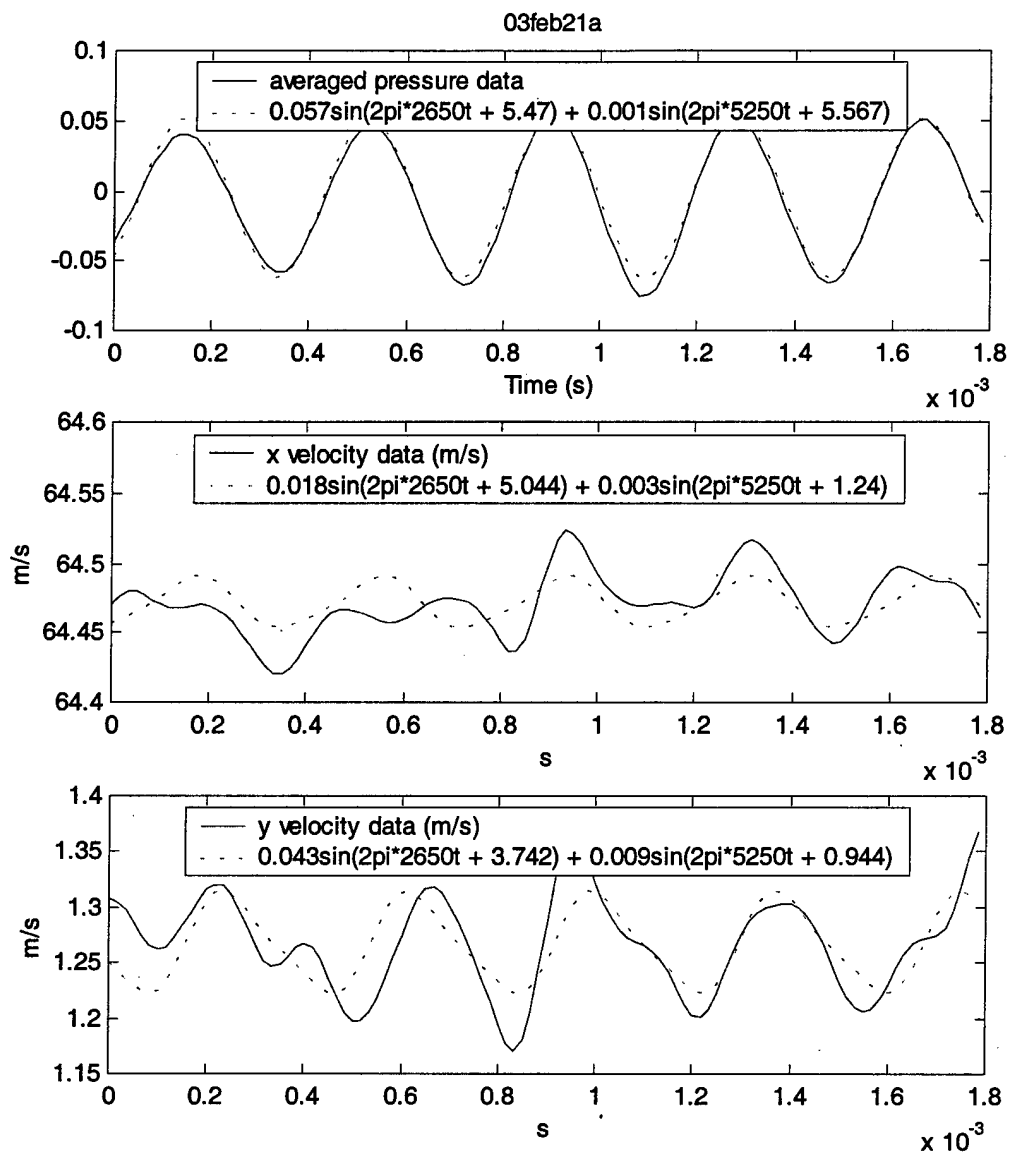 03feb21a
0.1
averaged pressure data
0.057sin(2pi*2650t + 5.47) + 0.001sin(2pi*5250t + 5.567)
0.05
0
-0.05
-0.1
0 0.2 0.4 0.6 0.8 1 1.2 1.4 1.6 1.8
Time (s)
x 10-3
64.6
x velocity data (m/s)
0.018sin(2pi*2650t + 5.044) + 0.003sin(2pi*5250t + 1.24)
64.55
m/s
64.5
64.45
64.4
0 0.2 0.4 0.6 0.8 1 1.2 1.4 1.6 1.8
s
x 10-3
1.4
y velocity data (m/s)
0.043sin(2pi*2650t + 3.742) + 0.009sin(2pi*5250t + 0.944)
1.35
1.3
m/s
1.25
1.2
1.15
0 0.2 0.4 0.6 0.8 1 1.2 1.4 1.6 1.8
s
x 10-3